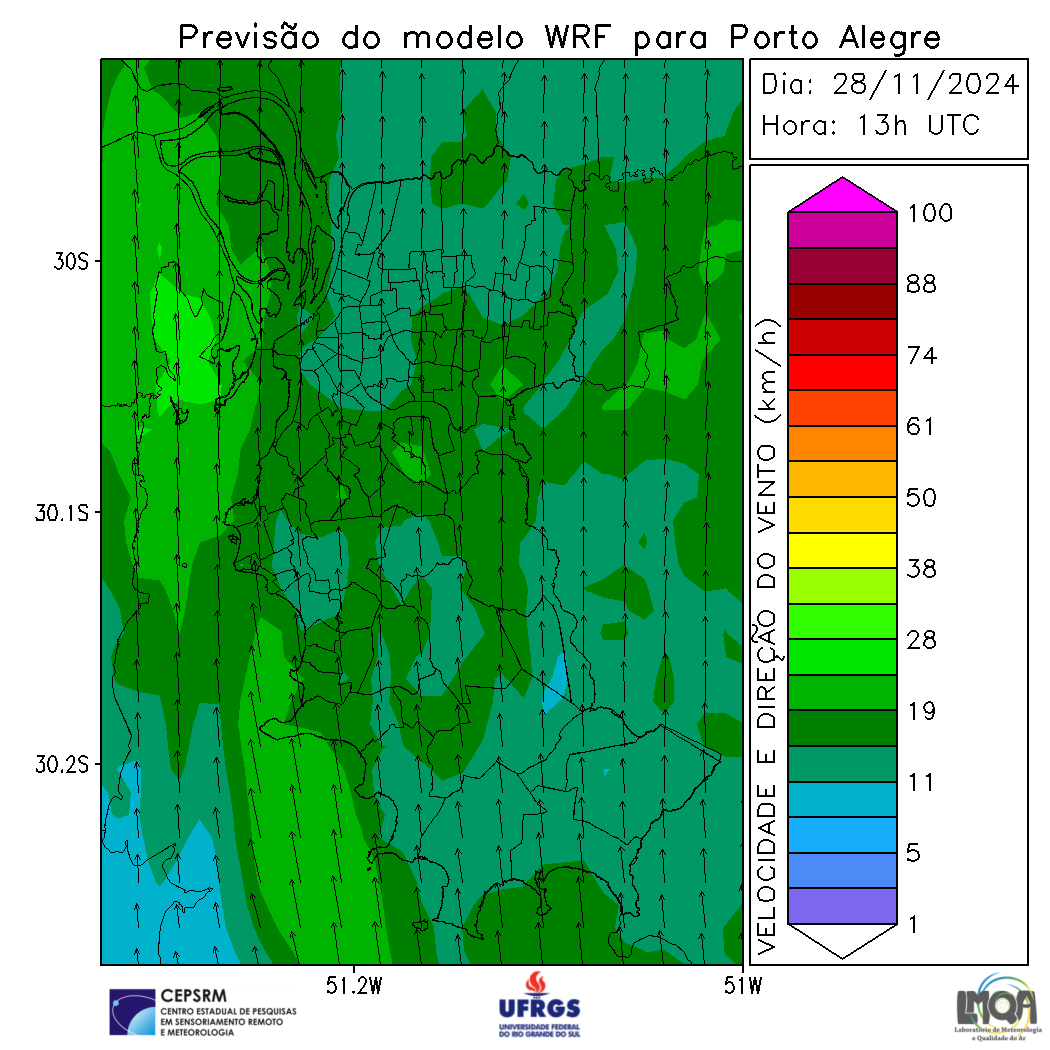 Previsão do modelo WRF para Porto Alegre
Dia: 28/11/2024
Hora: 13h UTC
30S
30.1S
30.2S
51.2W
51W
VELOCIDADE E DIREÇÃO DO VENTO (km/h)
100
88
74
61
50
38
28
19
11
5
1
CEPSRM
CENTRO ESTADUAL DE PESQUISAS
EM SENSORIAMENTO REMOTO
E METEOROLOGIA
UFRGS
UNIVERSIDADE FEDERAL
DO RIO GRANDE DO SUL
LMQA
Laboratório de Meteorologia
e Qualidade do Ar